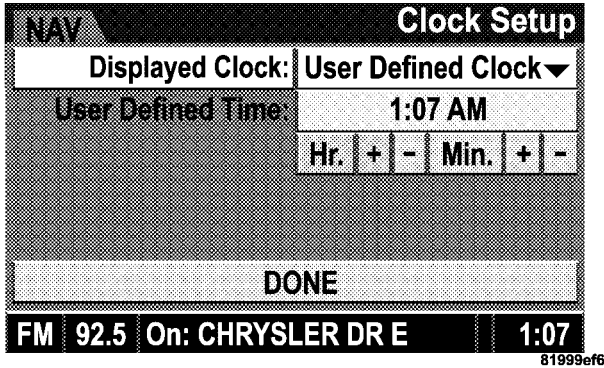 NAV Clock Setup
Displayed Clock: User Defined Clock
User Defined Time: 1:07 AM
Hr. + - Min. + -
DONE
FM 92.5 On: CHRYSLER DR E 1:07
81999ef6